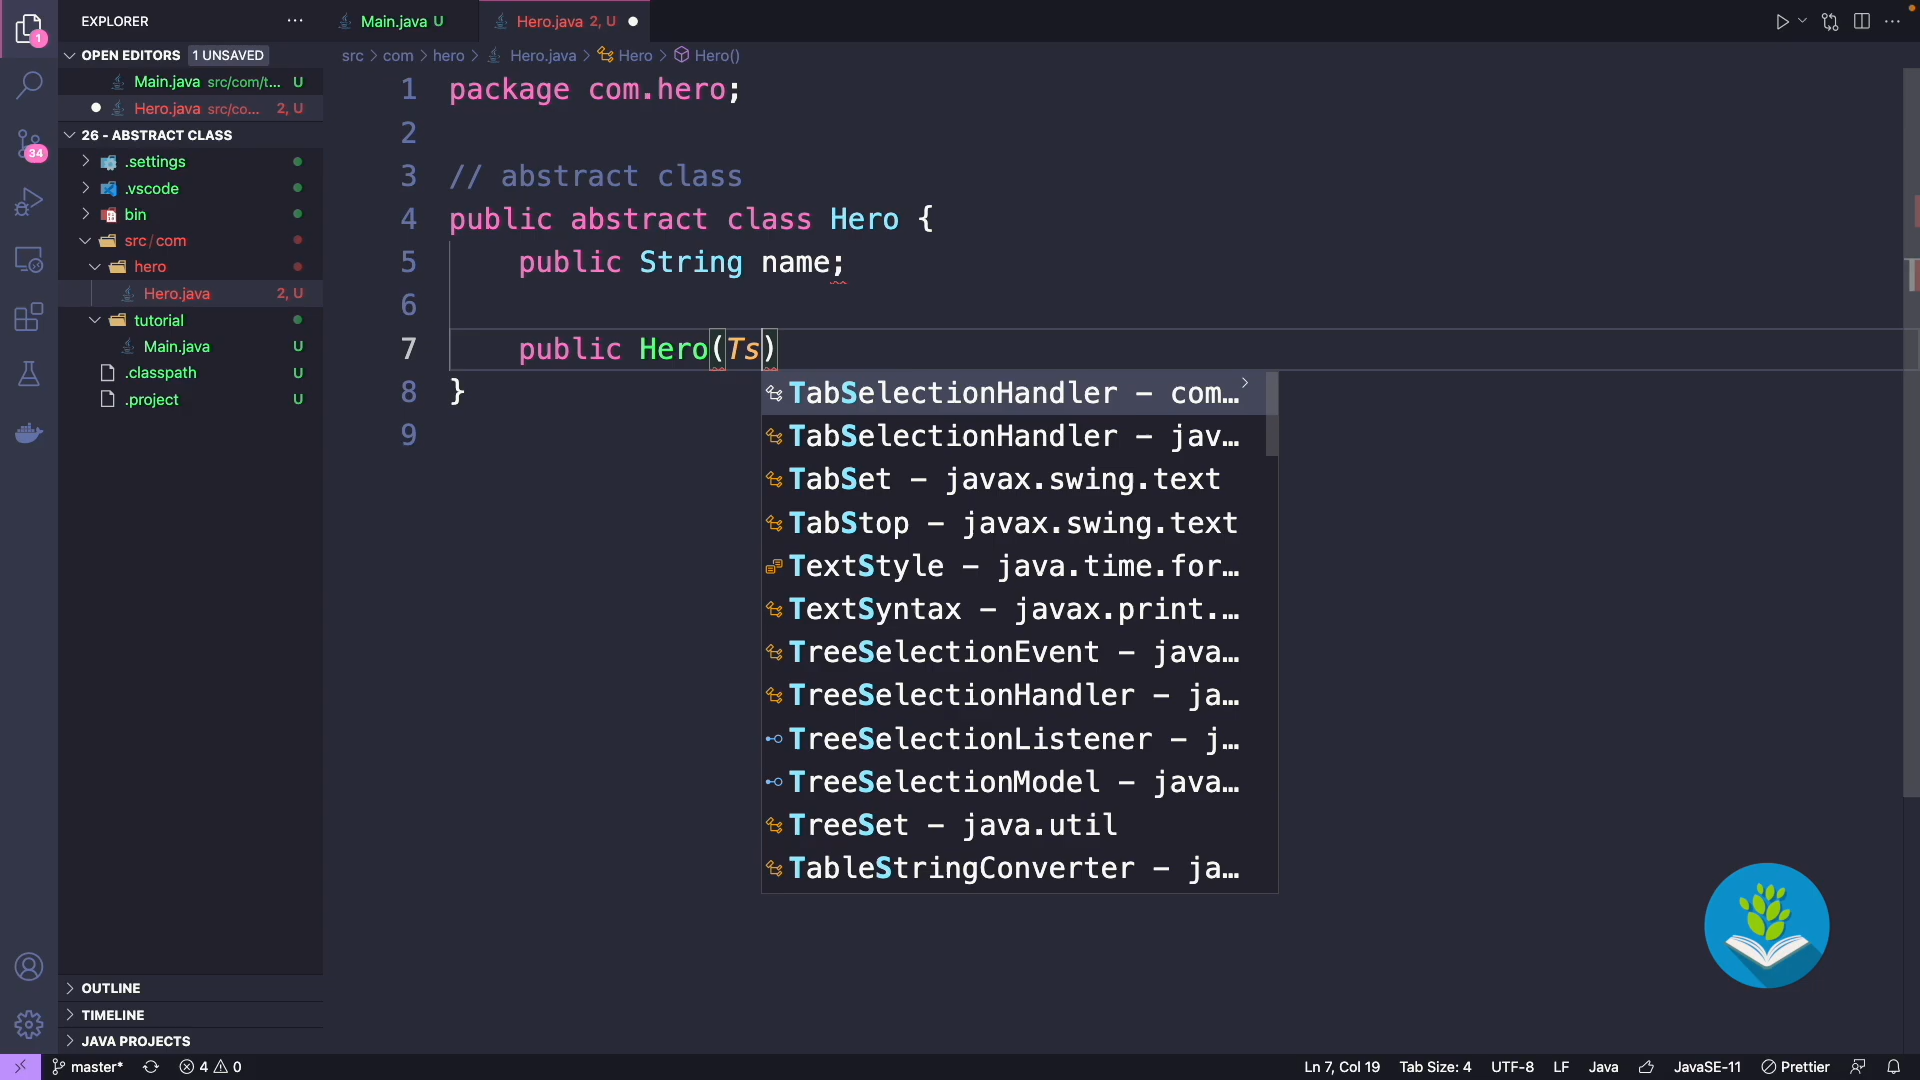 EXPLORER
Main.java U
Hero.java 2, U
OPEN EDITORS 1 UNSAVED
Main.java src/com/t... U
Hero.java src/co... 2, U
26 - ABSTRACT CLASS
.settings
.vscode
bin
src/com
hero
Hero.java 2, U
tutorial
Main.java U
.classpath U
.project U
OUTLINE
TIMELINE
JAVA PROJECTS
1
34
src > com > hero > Hero.java > Hero > Hero()
1 package com.hero;
2
3 // abstract class
4 public abstract class Hero {
5 public String name;
6
7 public Hero(Ts)
8 }
9
TabSelectionHandler – com…
TabSelectionHandler – jav…
TabSet – javax.swing.text
TabStop – javax.swing.text
TextStyle – java.time.for…
TextSyntax – javax.print.…
TreeSelectionEvent – java…
TreeSelectionHandler – ja…
TreeSelectionListener – j…
TreeSelectionModel – java…
TreeSet – java.util
TableStringConverter – ja…
master* 4 0 Ln 7, Col 19 Tab Size: 4 UTF-8 LF Java JavaSE-11 Prettier